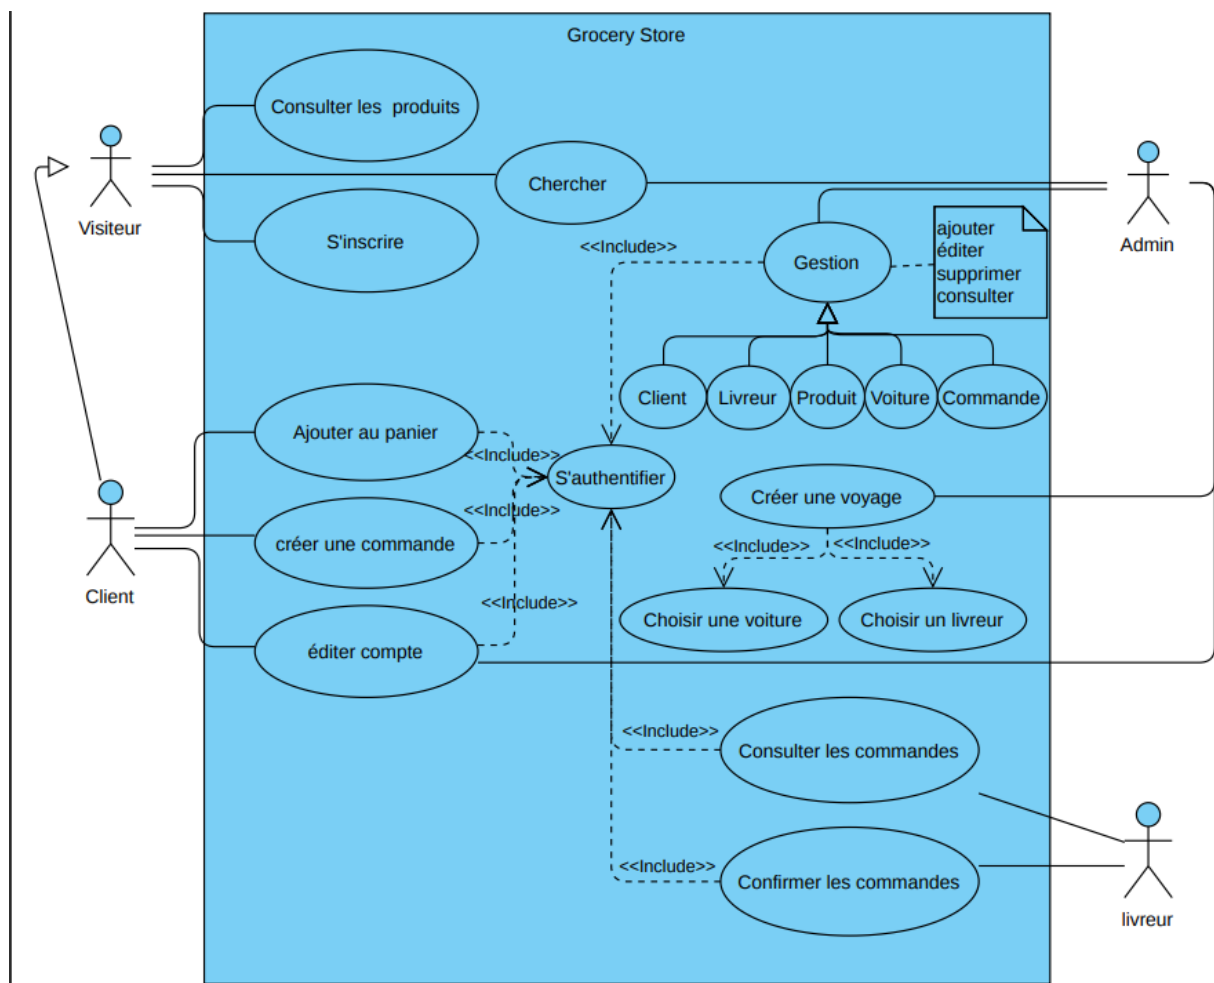 Grocery Store
Consulter les produits
Chercher
Visiteur
S'inscrire
Admin
<<Include>>
Gestion
ajouter
éditer
supprimer
consulter
Client
Livreur
Produit
Voiture
Commande
Ajouter au panier
<<Include>>
S'authentifier
Créer une voyage
<<Include>>
créer une commande
<<Include>>
<<Include>>
Client
<<Include>>
Choisir une voiture
Choisir un livreur
éditer compte
<<Include>>
Consulter les commandes
<<Include>>
Confirmer les commandes
livreur